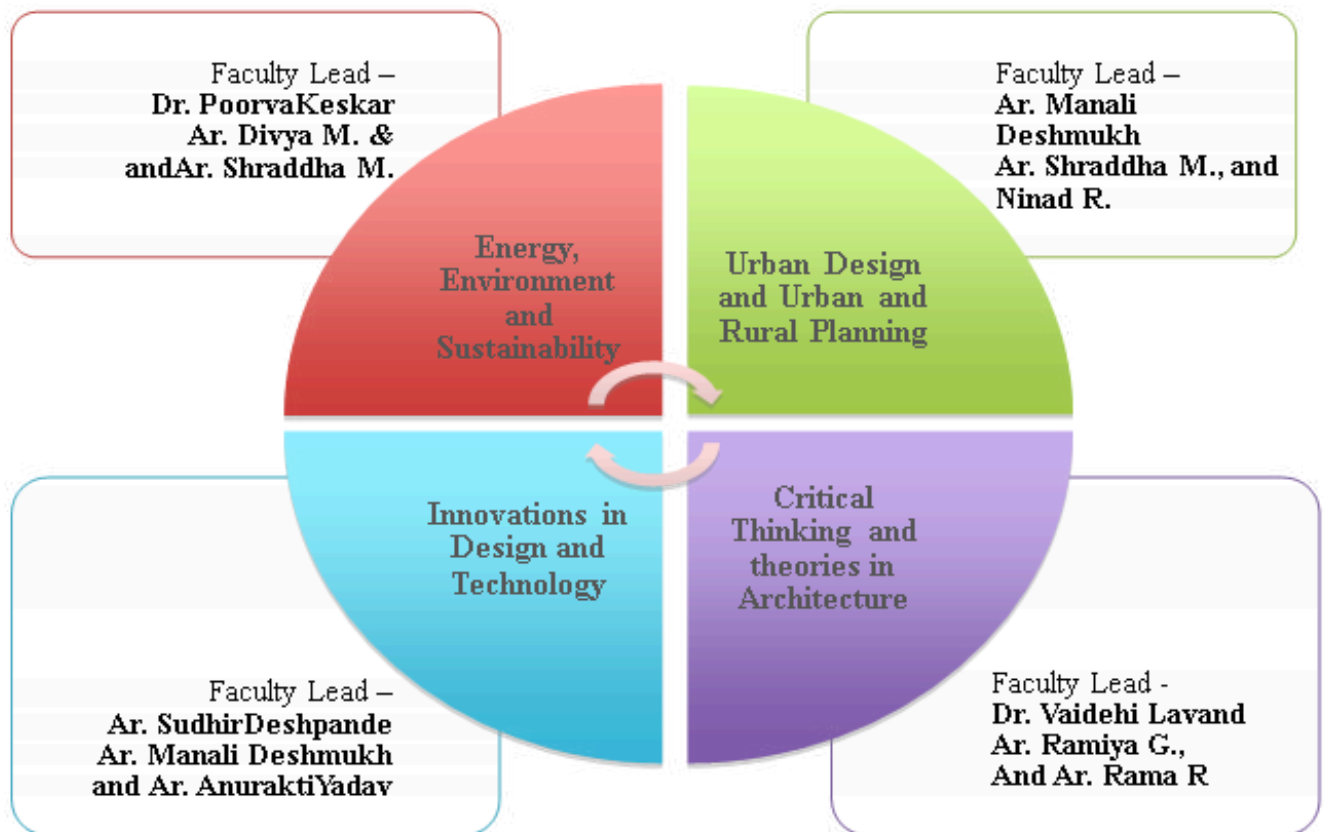 Faculty Lead –
Dr. PoorvaKeskar
Ar. Divya M. &
andAr. Shraddha M.
Faculty Lead –
Ar. Manali
Deshmukh
Ar. Shraddha M., and
Ninad R.
Energy,
Environment
and
Sustainability
Urban Design
and Urban and
Rural Planning
Innovations in
Design and
Technology
Critical
Thinking and
theories in
Architecture
Faculty Lead –
Ar. SudhirDeshpande
Ar. Manali Deshmukh
and Ar. AnuraktiYadav
Faculty Lead -
Dr. Vaidehi Lavand
Ar. Ramiya G.,
And Ar. Rama R